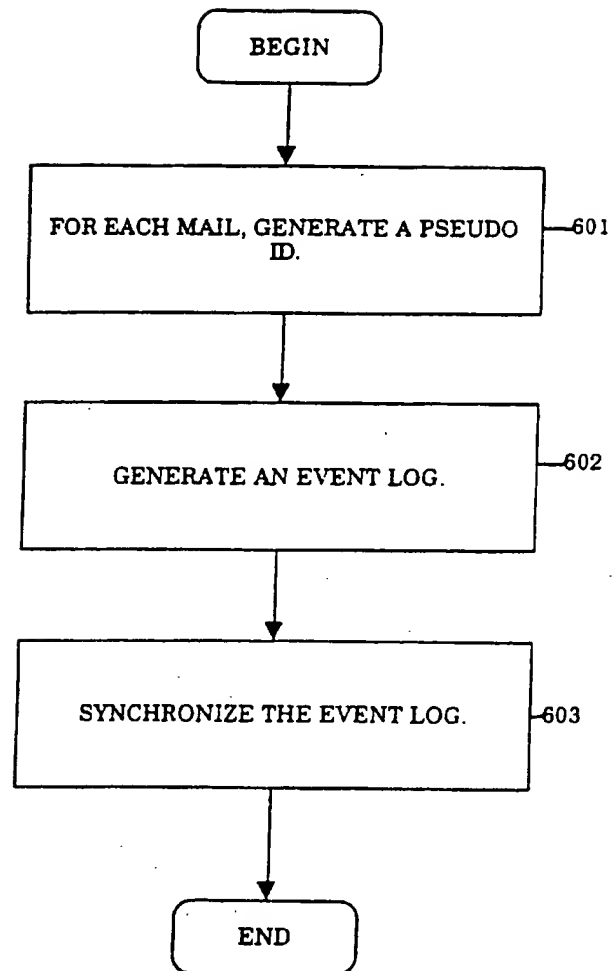 BEGIN
FOR EACH MAIL, GENERATE A PSEUDO
ID.
601
GENERATE AN EVENT LOG.
602
SYNCHRONIZE THE EVENT LOG.
603
END